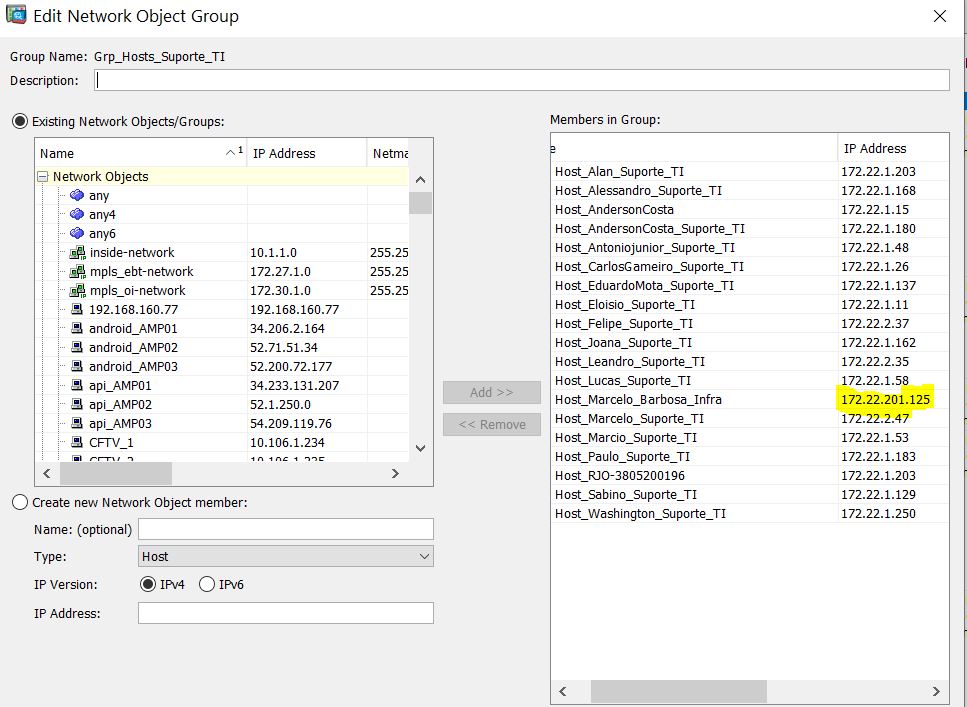 Edit Network Object Group
Group Name: Grp_Hosts_Suporte_TI
Description:
Existing Network Objects/Groups:
Name 1 IP Address Netma
Network Objects
any
any4
any6
inside-network 10.1.1.0 255.25
mpls_ebt-network 172.27.1.0 255.25
mpls_oi-network 172.30.1.0 255.25
192.168.160.77 192.168.160.77
android_AMP01 34.206.2.164
android_AMP02 52.71.51.34
android_AMP03 52.200.72.177
api_AMP01 34.233.131.207
api_AMP02 52.1.250.0
api_AMP03 54.209.119.76
CFTV_1 10.106.1.234
CFTV_2 10.106.1.235
Add >>
<< Remove
Create new Network Object member:
Name: (optional)
Type: Host
IP Version: IPv4 IPv6
IP Address:
Members in Group:
e IP Address
Host_Alan_Suporte_TI 172.22.1.203
Host_Alessandro_Suporte_TI 172.22.1.168
Host_AndersonCosta 172.22.1.15
Host_AndersonCosta_Suporte_TI 172.22.1.180
Host_Antoniojunior_Suporte_TI 172.22.1.48
Host_CarlosGameiro_Suporte_TI 172.22.1.26
Host_EduardoMota_Suporte_TI 172.22.1.137
Host_Eloisio_Suporte_TI 172.22.1.11
Host_Felipe_Suporte_TI 172.22.2.37
Host_Joana_Suporte_TI 172.22.1.162
Host_Leandro_Suporte_TI 172.22.2.35
Host_Lucas_Suporte_TI 172.22.1.58
Host_Marcelo_Barbosa_Infra 172.22.201.125
Host_Marcelo_Suporte_TI 172.22.2.47
Host_Marcio_Suporte_TI 172.22.1.53
Host_Paulo_Suporte_TI 172.22.1.183
Host_RJO-3805200196 172.22.1.203
Host_Sabino_Suporte_TI 172.22.1.129
Host_Washington_Suporte_TI 172.22.1.250